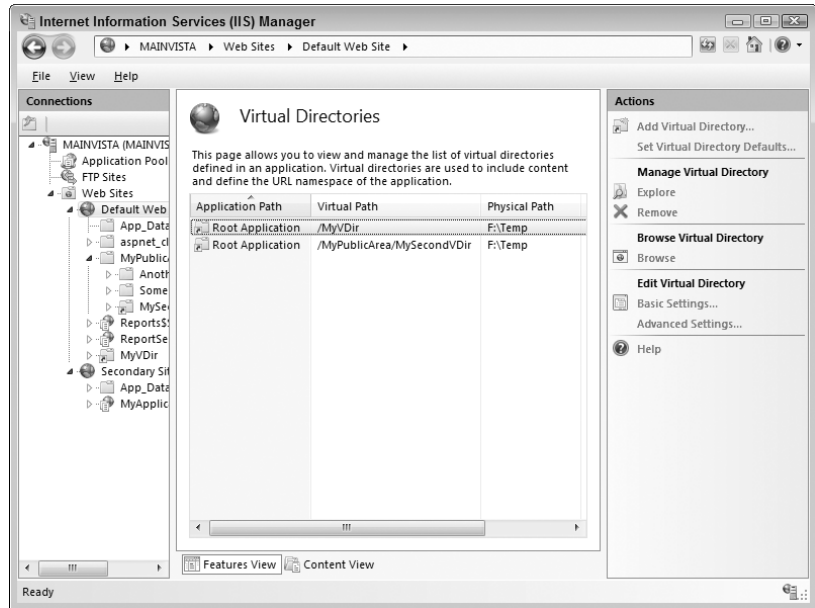 Internet Information Services (IIS) Manager
MAINVISTA Web Sites Default Web Site
File View Help
Connections
MAINVISTA (MAINVIS
Application Pool
FTP Sites
Web Sites
Default Web
App_Data
aspnet_cl
MyPublic
Anoth
Some
MySe
Reports$
ReportSe
MyVDir
Secondary Sit
App_Data
MyApplic
Virtual Directories
This page allows you to view and manage the list of virtual directories
defined in an application. Virtual directories are used to include content
and define the URL namespace of the application.
Application Path Virtual Path Physical Path
Root Application /MyVDir F:\Temp
Root Application /MyPublicArea/MySecondVDir F:\Temp
Features View Content View
Actions
Add Virtual Directory...
Set Virtual Directory Defaults...
Manage Virtual Directory
Explore
Remove
Browse Virtual Directory
Browse
Edit Virtual Directory
Basic Settings...
Advanced Settings...
Help
Ready